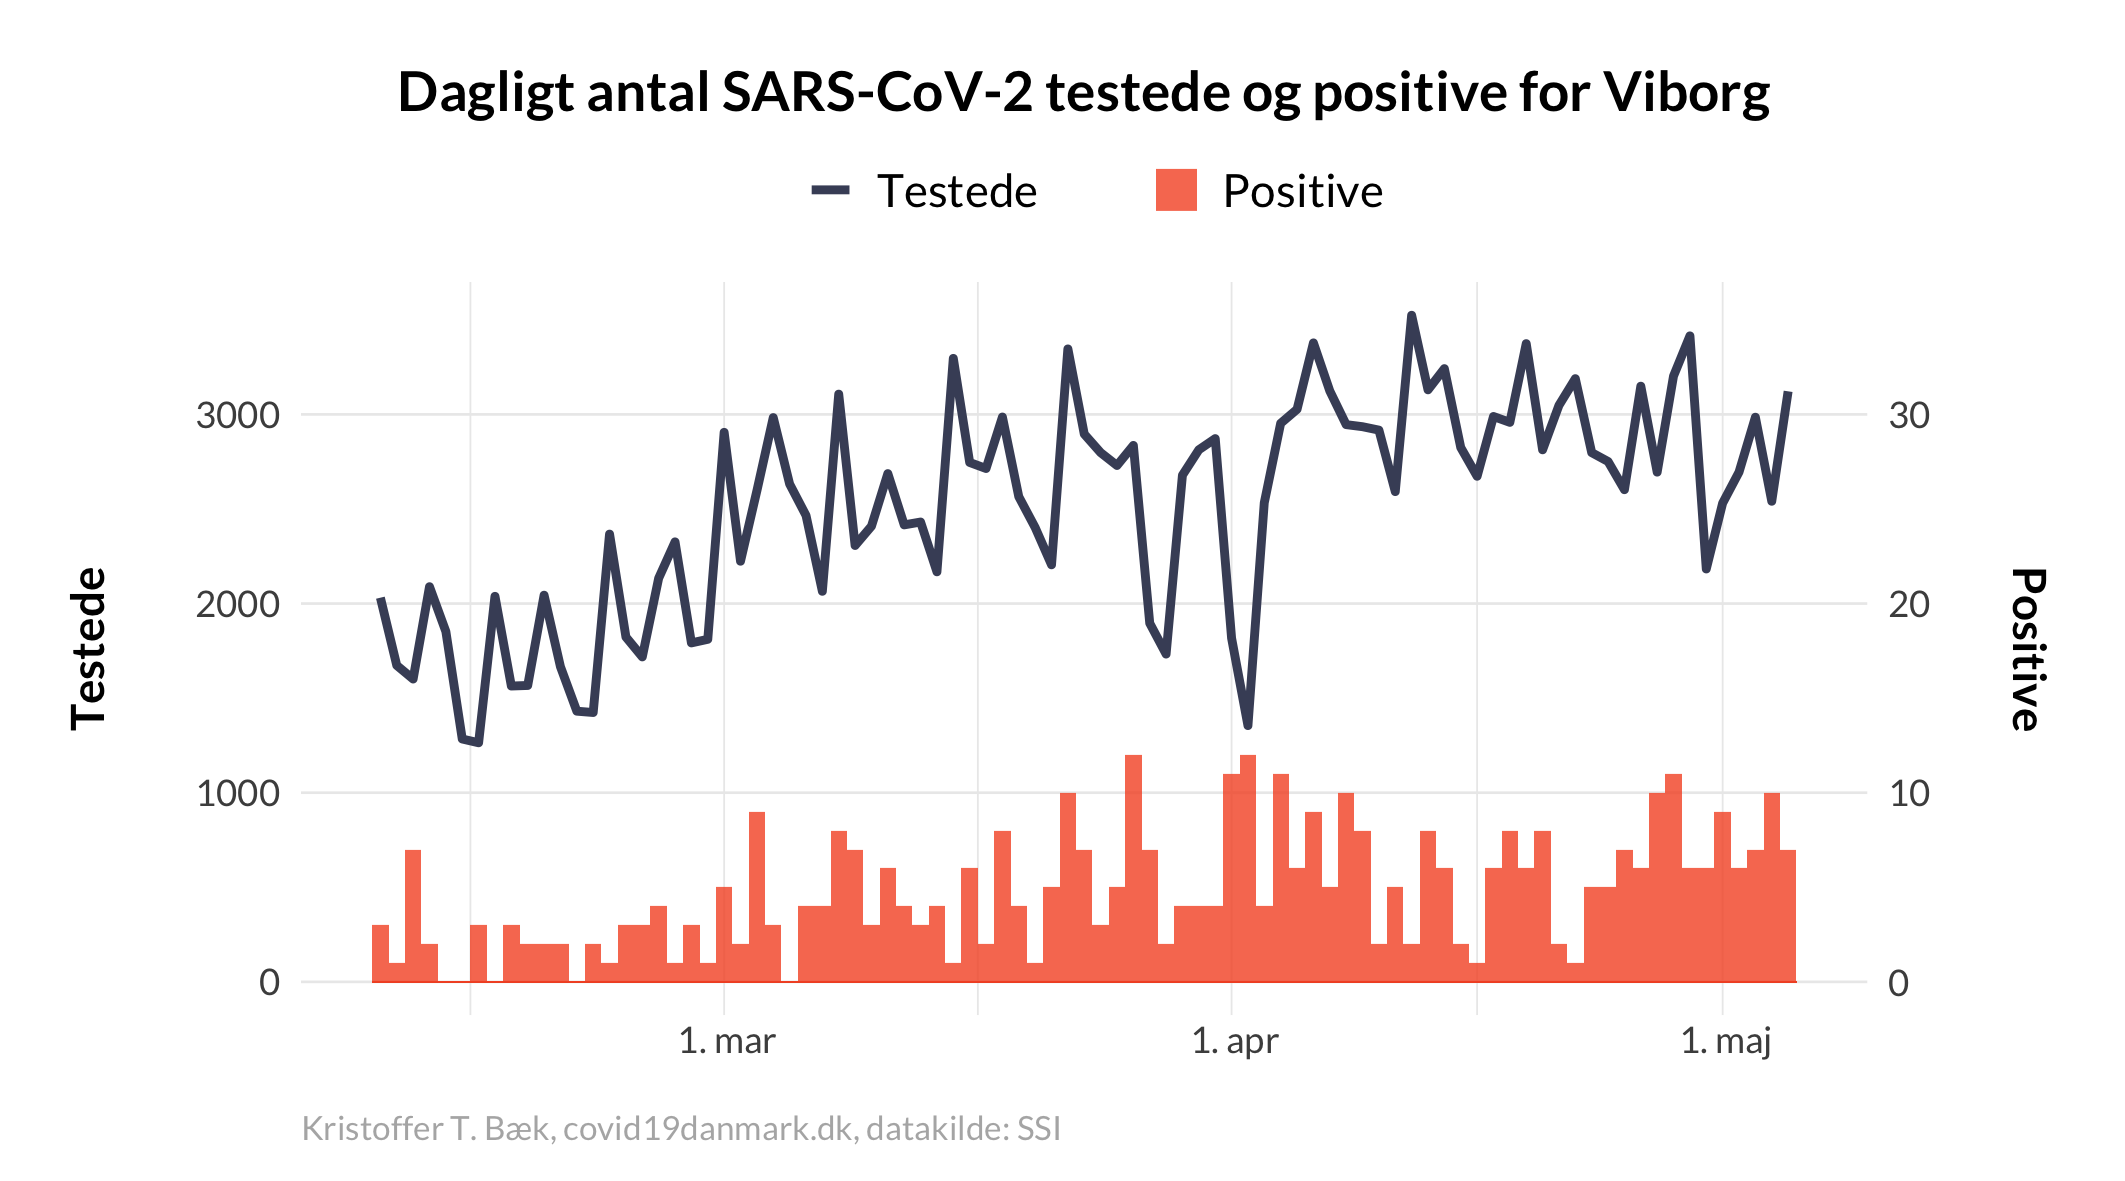 Dagligt antal SARS-CoV-2 testede og positive for Viborg
Testede
Positive
3000
2000
1000
0
30
20
10
0
Testede
Positive
1. mar
1. apr
1. maj
Kristoffer T. Bæk, covid19danmark.dk, datakilde: SSI